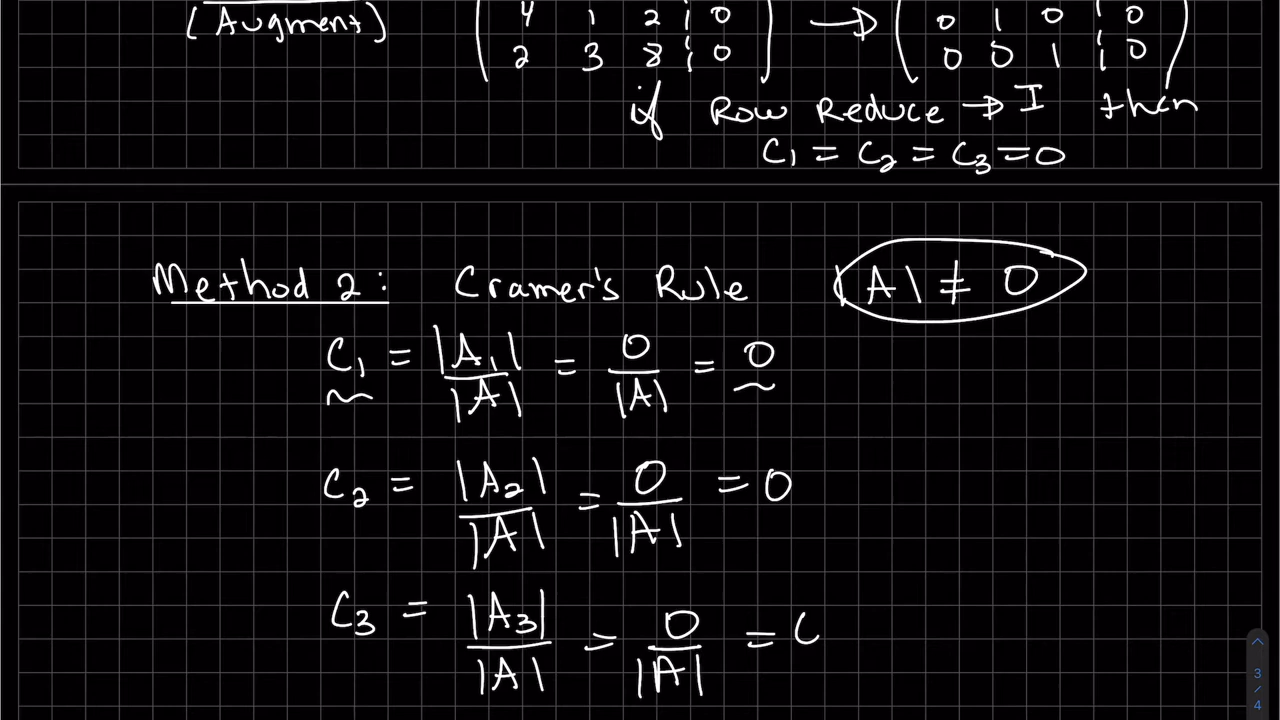 (Augment) ( 4 1 2 | 0 → ( 0 1 0 | 0
2 3 8 | 0 ) 0 0 1 | 0 )
if Row Reduce → I then
C₁ = C₂ = C₃ = 0
Method 2: Cramer's Rule |A| ≠ 0
C₁ = |A₁| / |A| = 0 / |A| = 0
C₂ = |A₂| / |A| = 0 / |A| = 0
C₃ = |A₃| / |A| = 0 / |A| = C
3
/
4